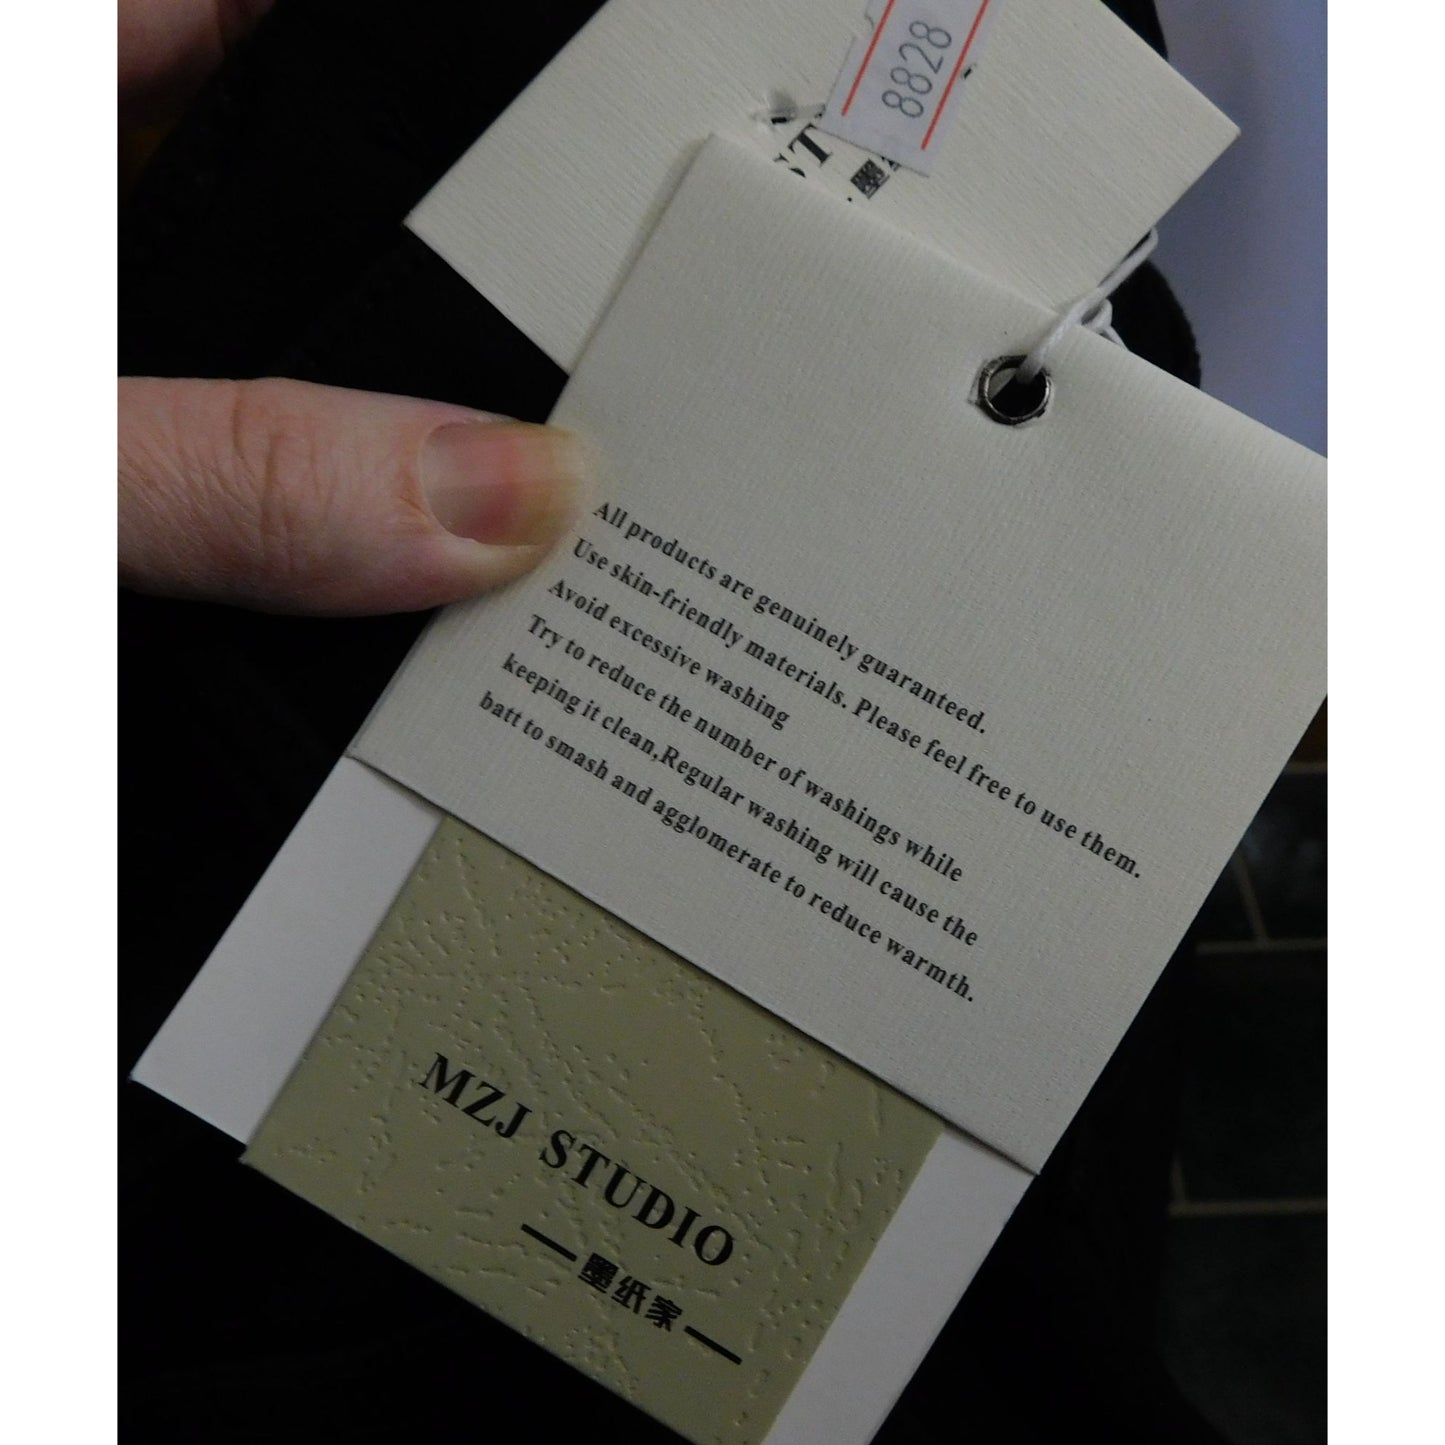 8828
ST
墨
All products are genuinely guaranteed.
Use skin-friendly materials. Please feel free to use them.
Avoid excessive washing
Try to reduce the number of washings while
keeping it clean,Regular washing will cause the
batt to smash and agglomerate to reduce warmth.
MZJ STUDIO
墨纸家